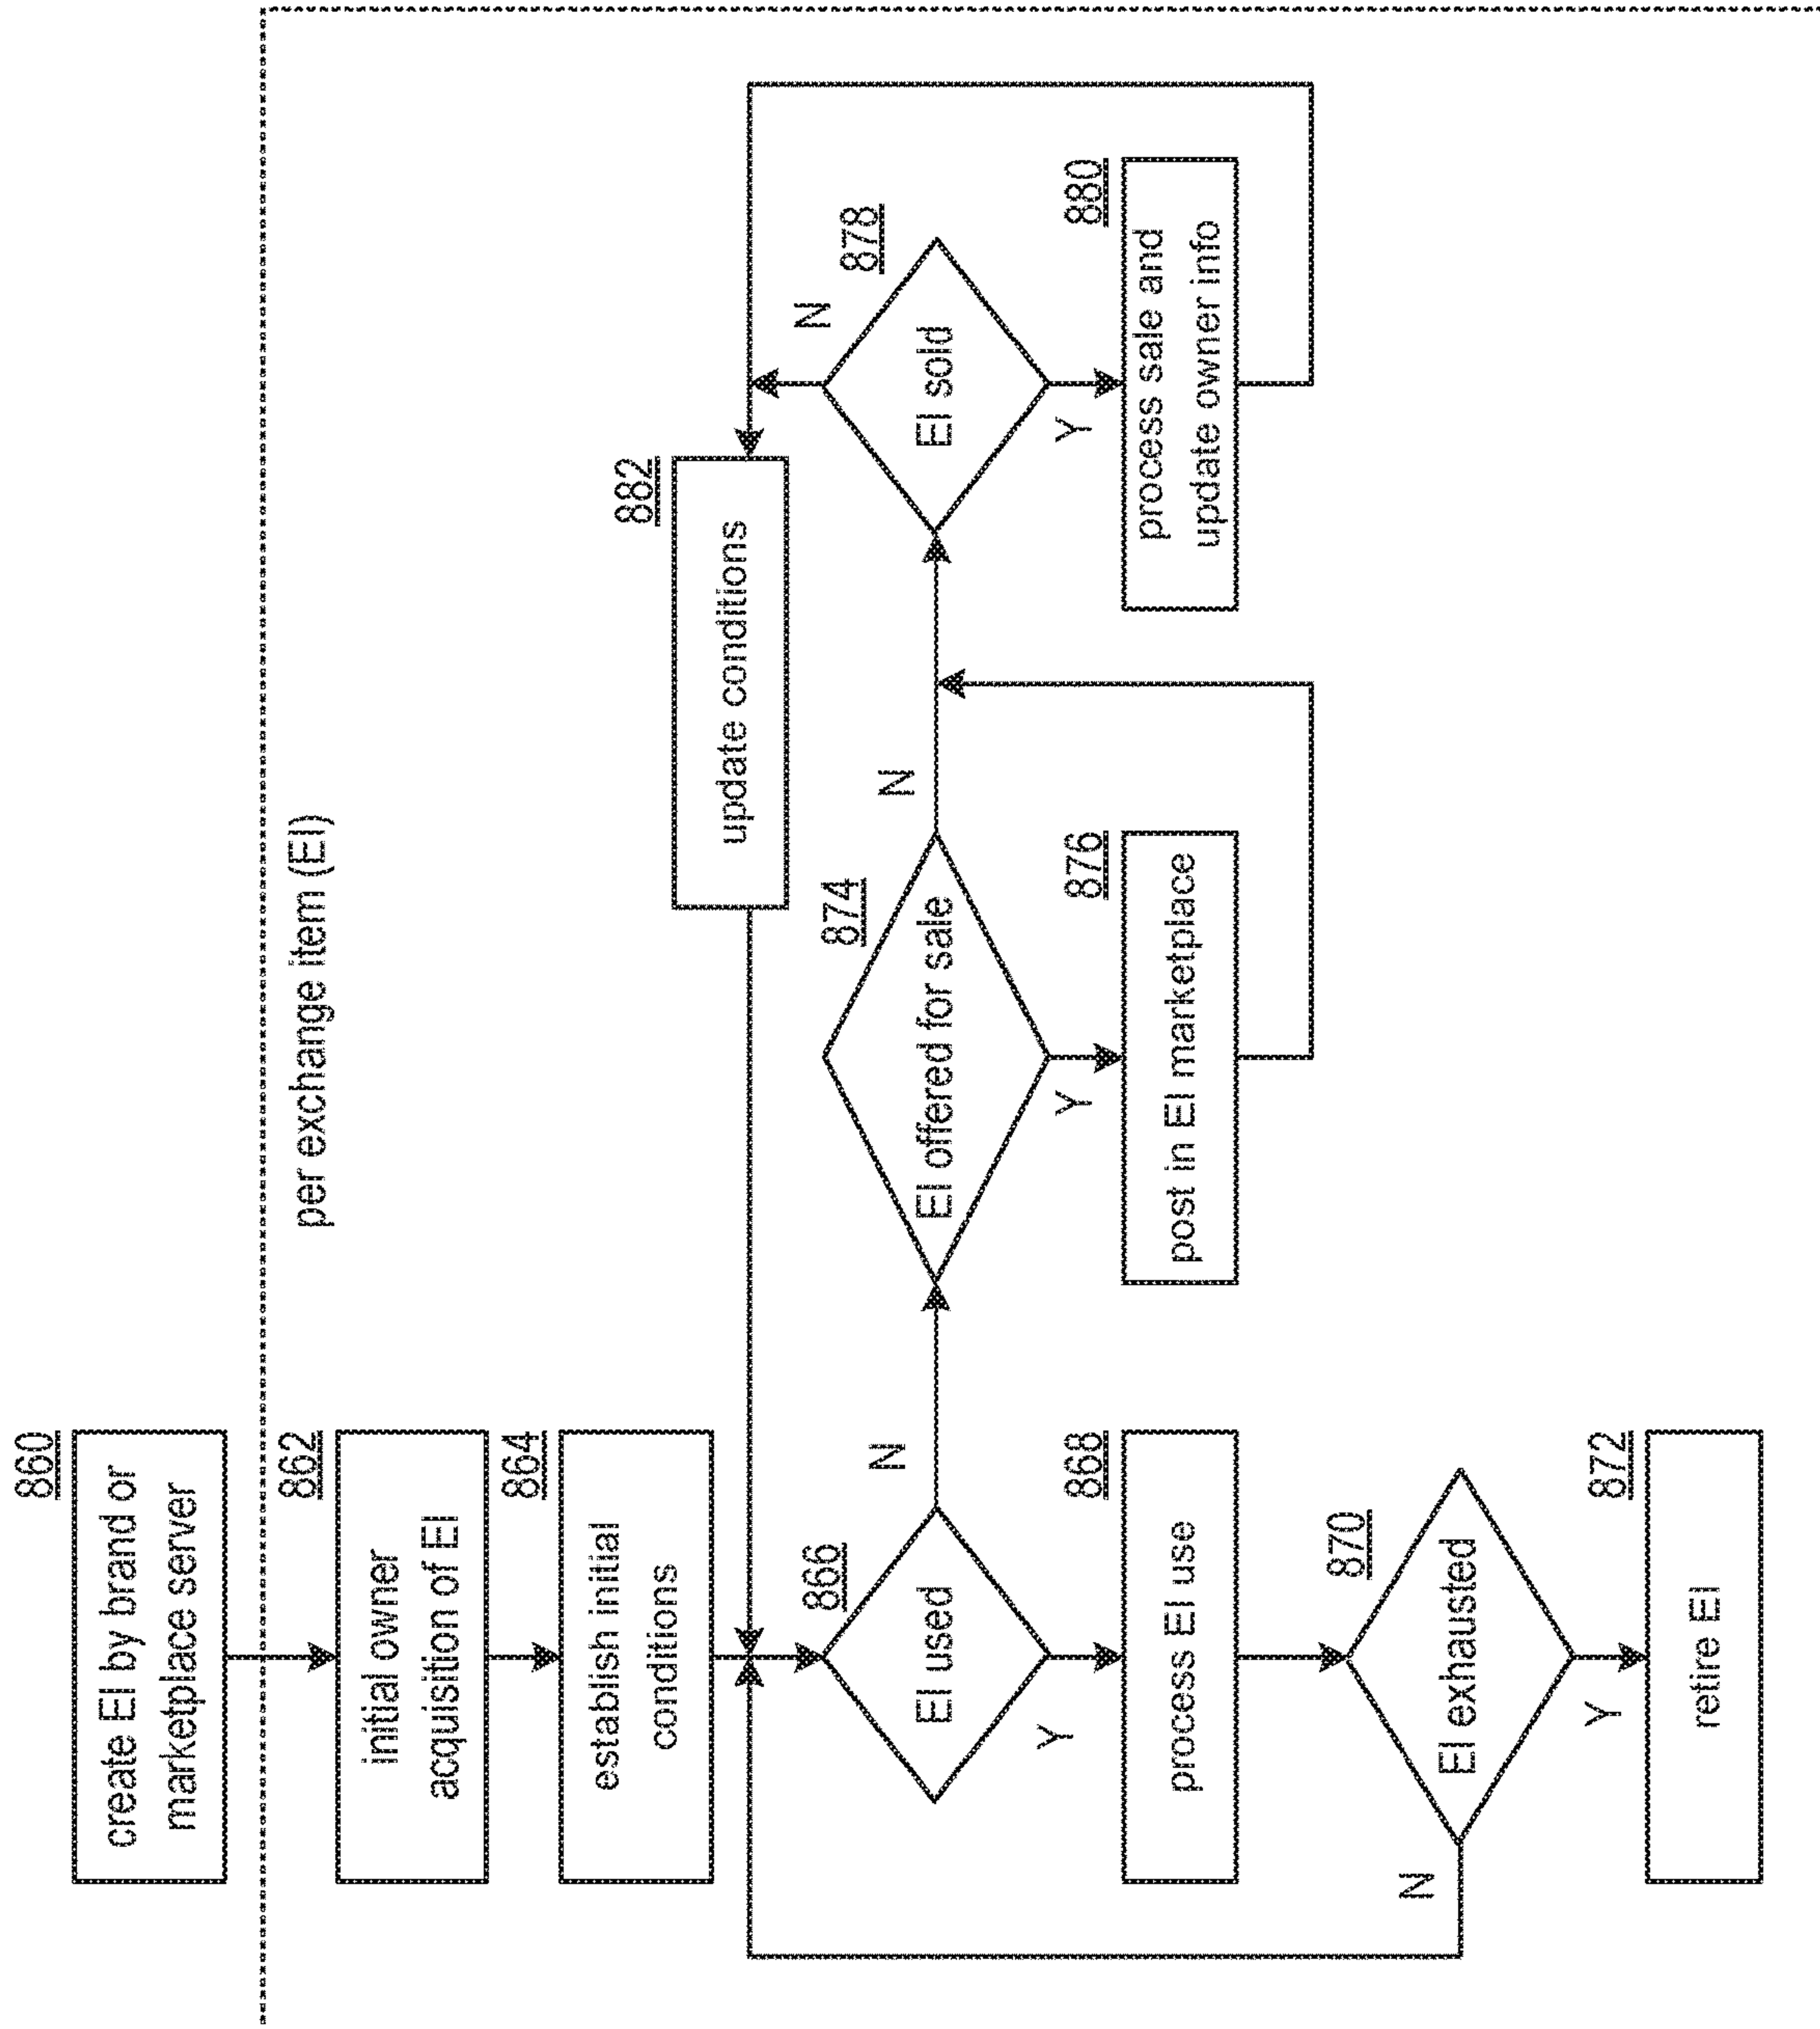 860
create EI by brand or
marketplace server
per exchange item (EI)
862
initial owner
acquisition of EI
864
establish initial
conditions
882
update conditions
866
EI used
N
Y
874
EI offered for sale
N
Y
878
EI sold
N
Y
868
process EI use
876
post in EI marketplace
880
process sale and
update owner info
870
EI exhausted
N
Y
872
retire EI